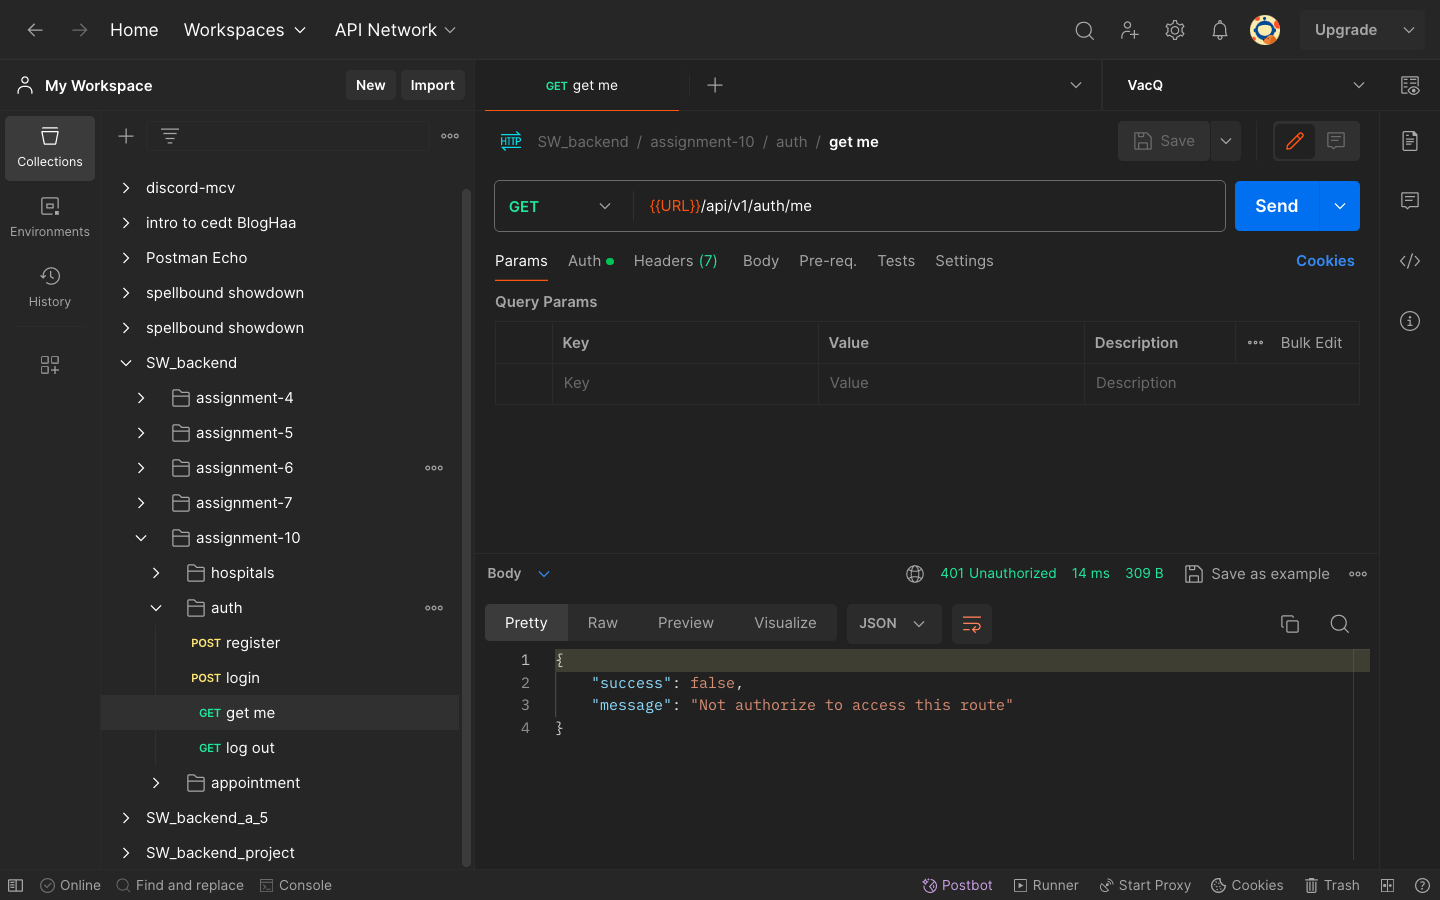 Home Workspaces API Network Upgrade
My Workspace New Import GET get me VacQ
Collections
Environments
History
discord-mcv
intro to cedt BlogHaa
Postman Echo
spellbound showdown
spellbound showdown
SW_backend
assignment-4
assignment-5
assignment-6
assignment-7
assignment-10
hospitals
auth
POST register
POST login
GET get me
GET log out
appointment
SW_backend_a_5
SW_backend_project
HTTP SW_backend / assignment-10 / auth / get me Save
GET {{URL}}/api/v1/auth/me Send
Params Auth Headers (7) Body Pre-req. Tests Settings Cookies
Query Params
Key Value Description Bulk Edit
Key Value Description
Body 401 Unauthorized 14 ms 309 B Save as example
Pretty Raw Preview Visualize JSON
1 {
2 "success": false,
3 "message": "Not authorize to access this route"
4 }
Online Find and replace Console Postbot Runner Start Proxy Cookies Trash